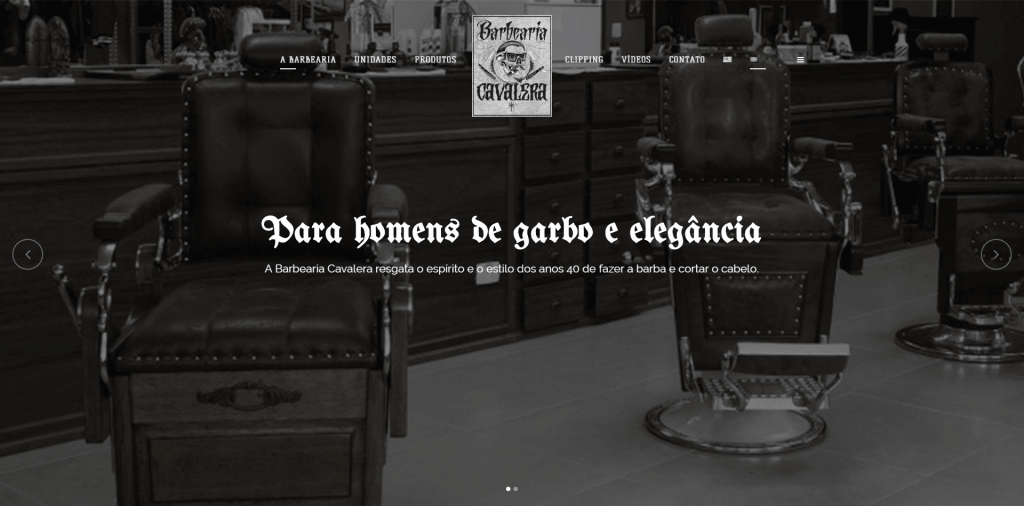 A BARBEARIA
UNIDADES
PRODUTOS
Barbearia
CAVALERA
CLIPPING
VÍDEOS
CONTATO
Para homens de garbo e elegância
A Barbearia Cavalera resgata o espírito e o estilo dos anos 40 de fazer a barba e cortar o cabelo.